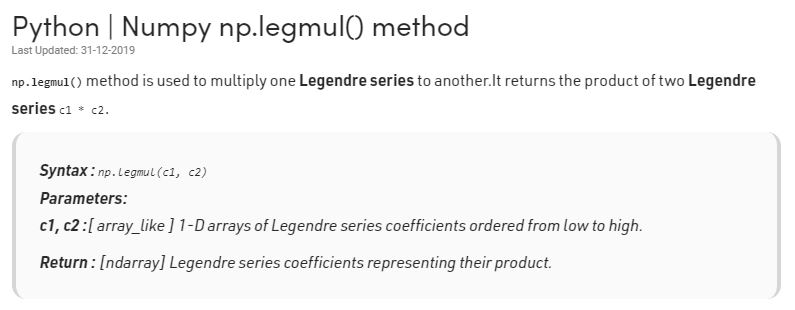 Python | Numpy np.legmul() method
Last Updated: 31-12-2019
np.legmul() method is used to multiply one Legendre series to another.It returns the product of two Legendre
series c1 * c2.
Syntax : np.legmul(c1, c2)
Parameters:
c1, c2 :[ array_like ] 1-D arrays of Legendre series coefficients ordered from low to high.
Return : [ndarray] Legendre series coefficients representing their product.